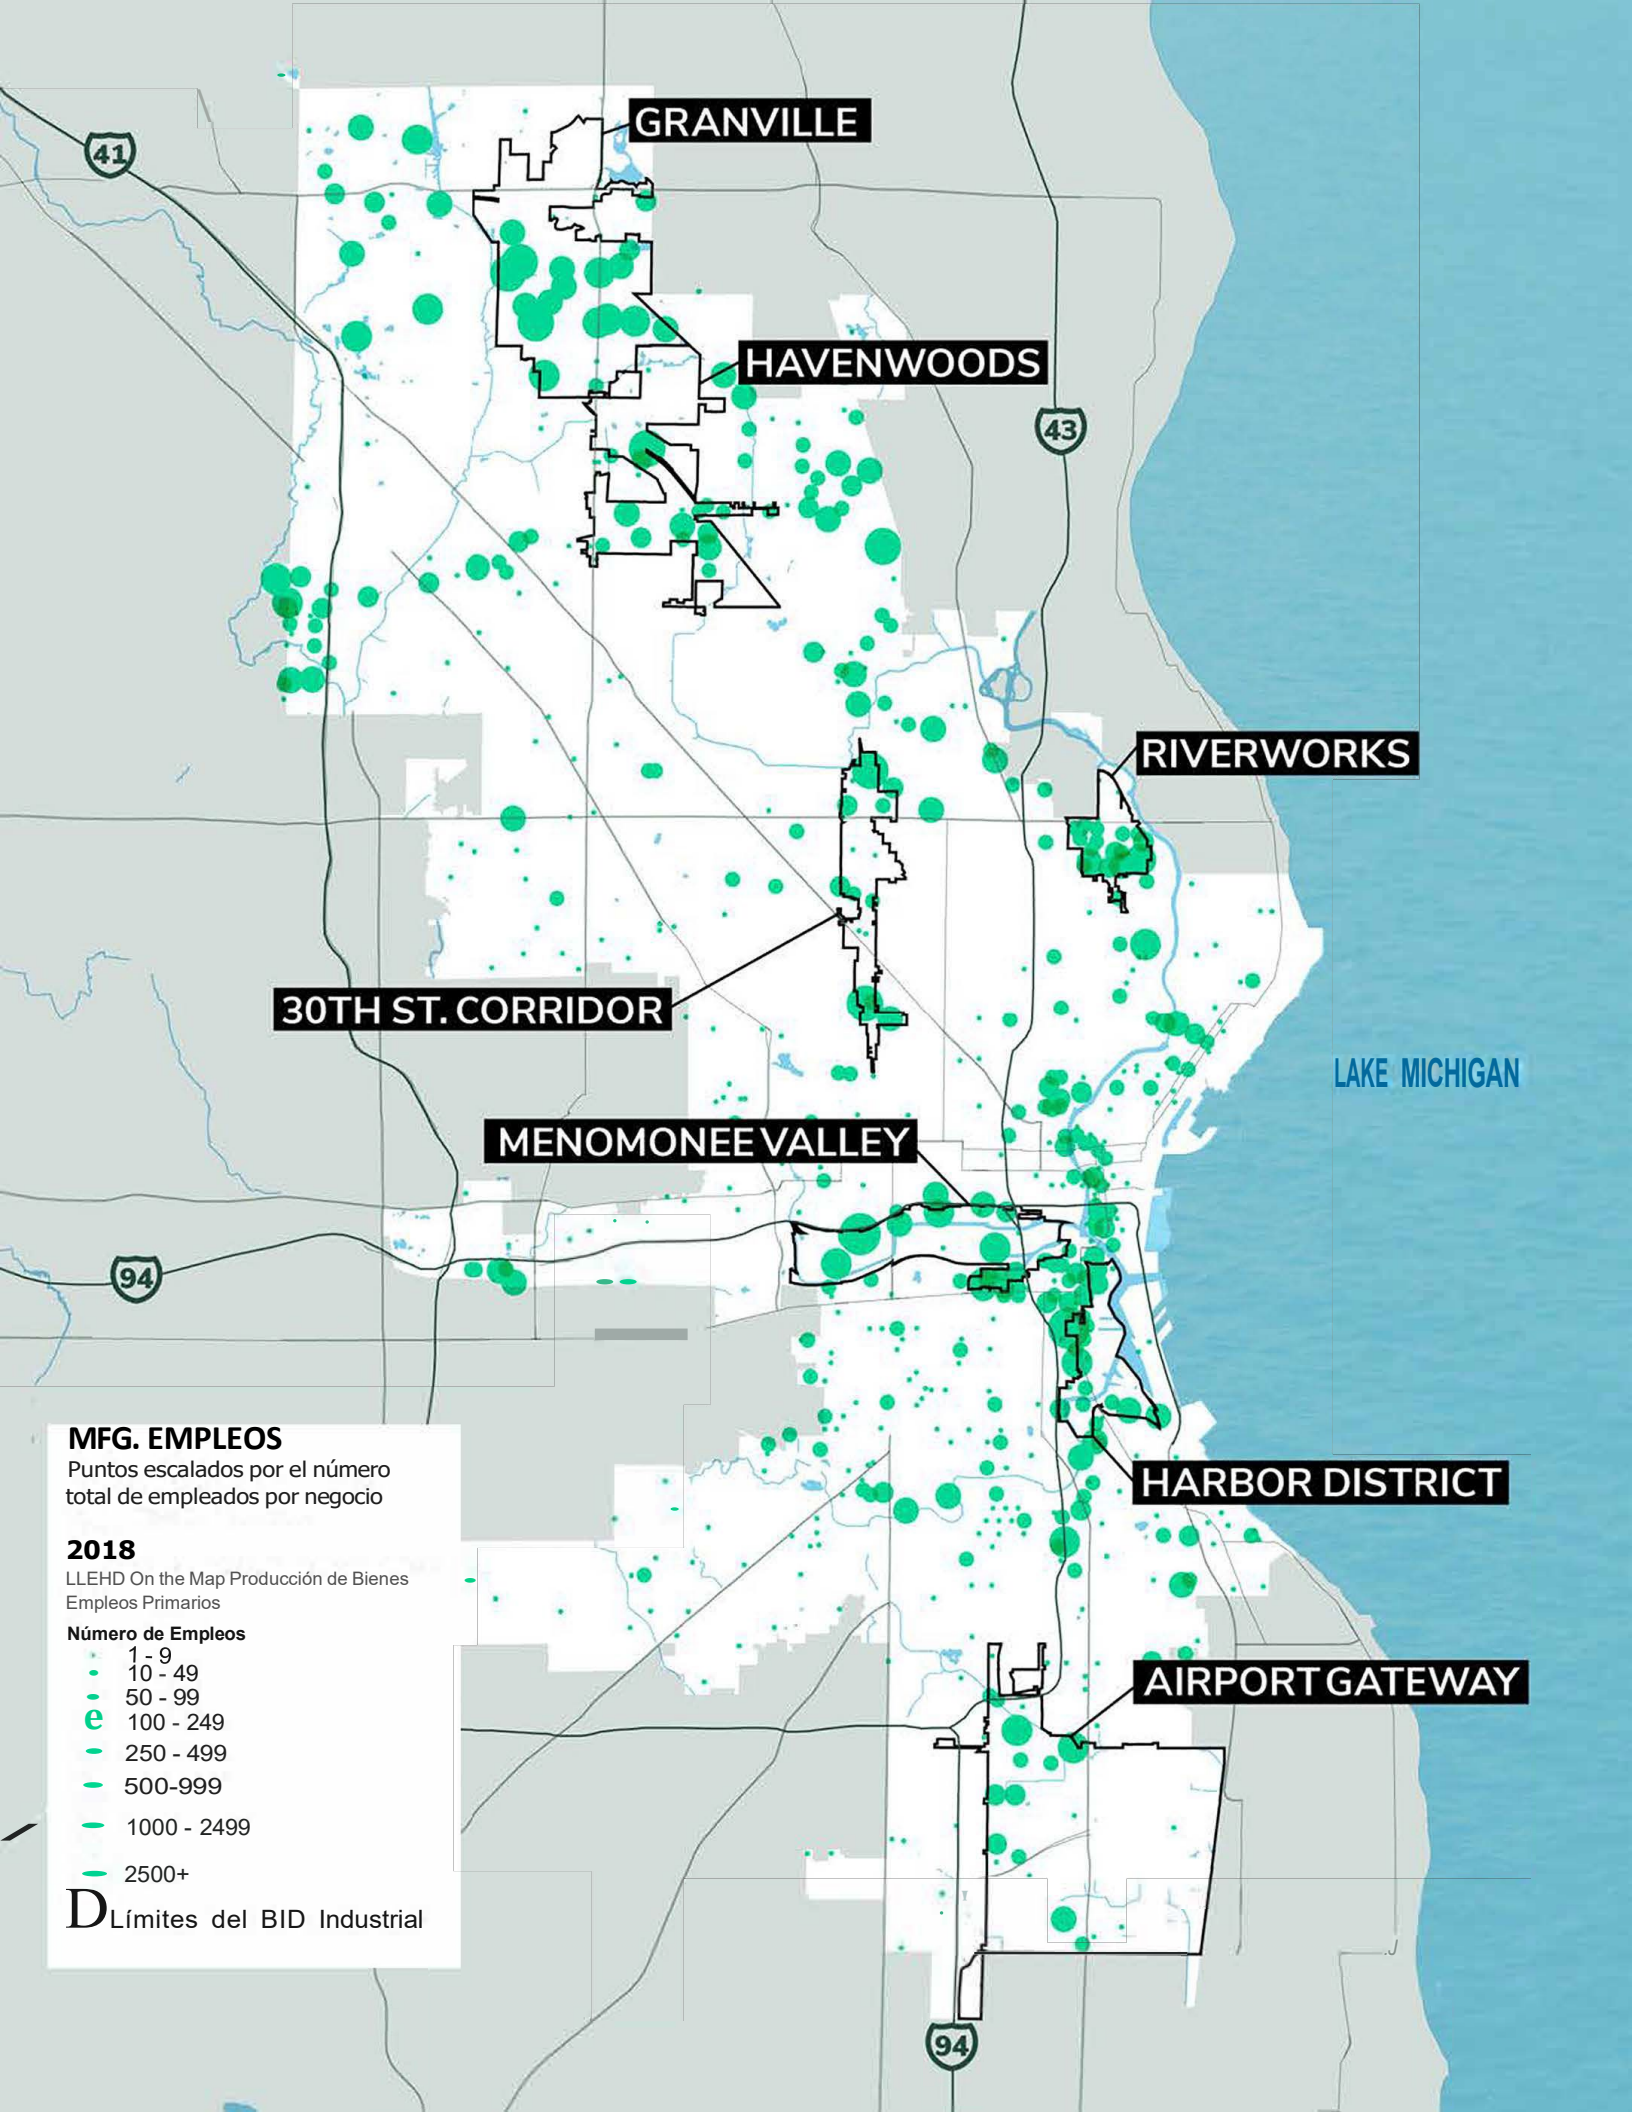 GRANVILLE
41
HAVENWOODS
43
RIVERWORKS
30TH ST. CORRIDOR
LAKE MICHIGAN
MENOMONEE VALLEY
94
MFG. EMPLEOS
Puntos escalados por el número
total de empleados por negocio
2018
LLEHD On the Map Producción de Bienes
Empleos Primarios
Número de Empleos
1 - 9
10 - 49
50 - 99
e 100 - 249
250 - 499
500-999
1000 - 2499
2500+
DLímites del BID Industrial
HARBOR DISTRICT
AIRPORT GATEWAY
94